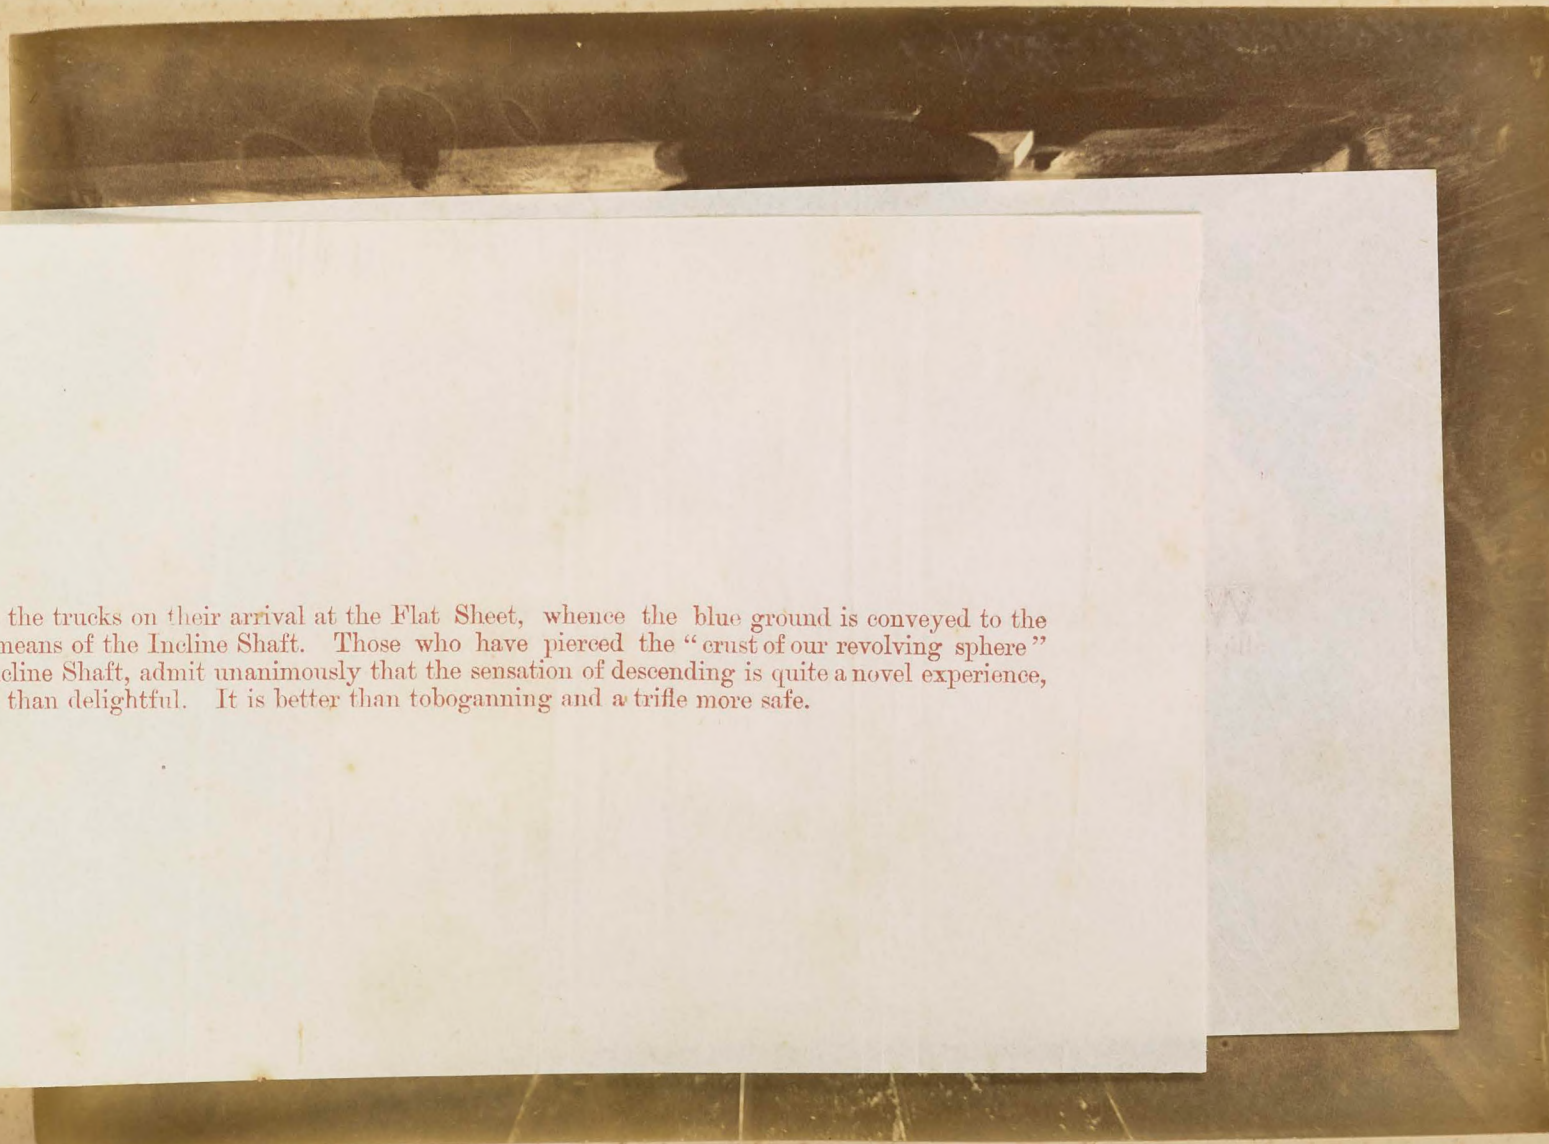 the trucks on their arrival at the Flat Sheet, whence the blue ground is conveyed to the
means of the Incline Shaft. Those who have pierced the “ crust of our revolving sphere ”
cline Shaft, admit unanimously that the sensation of descending is quite a novel experience,
than delightful. It is better than toboganning and a trifle more safe.